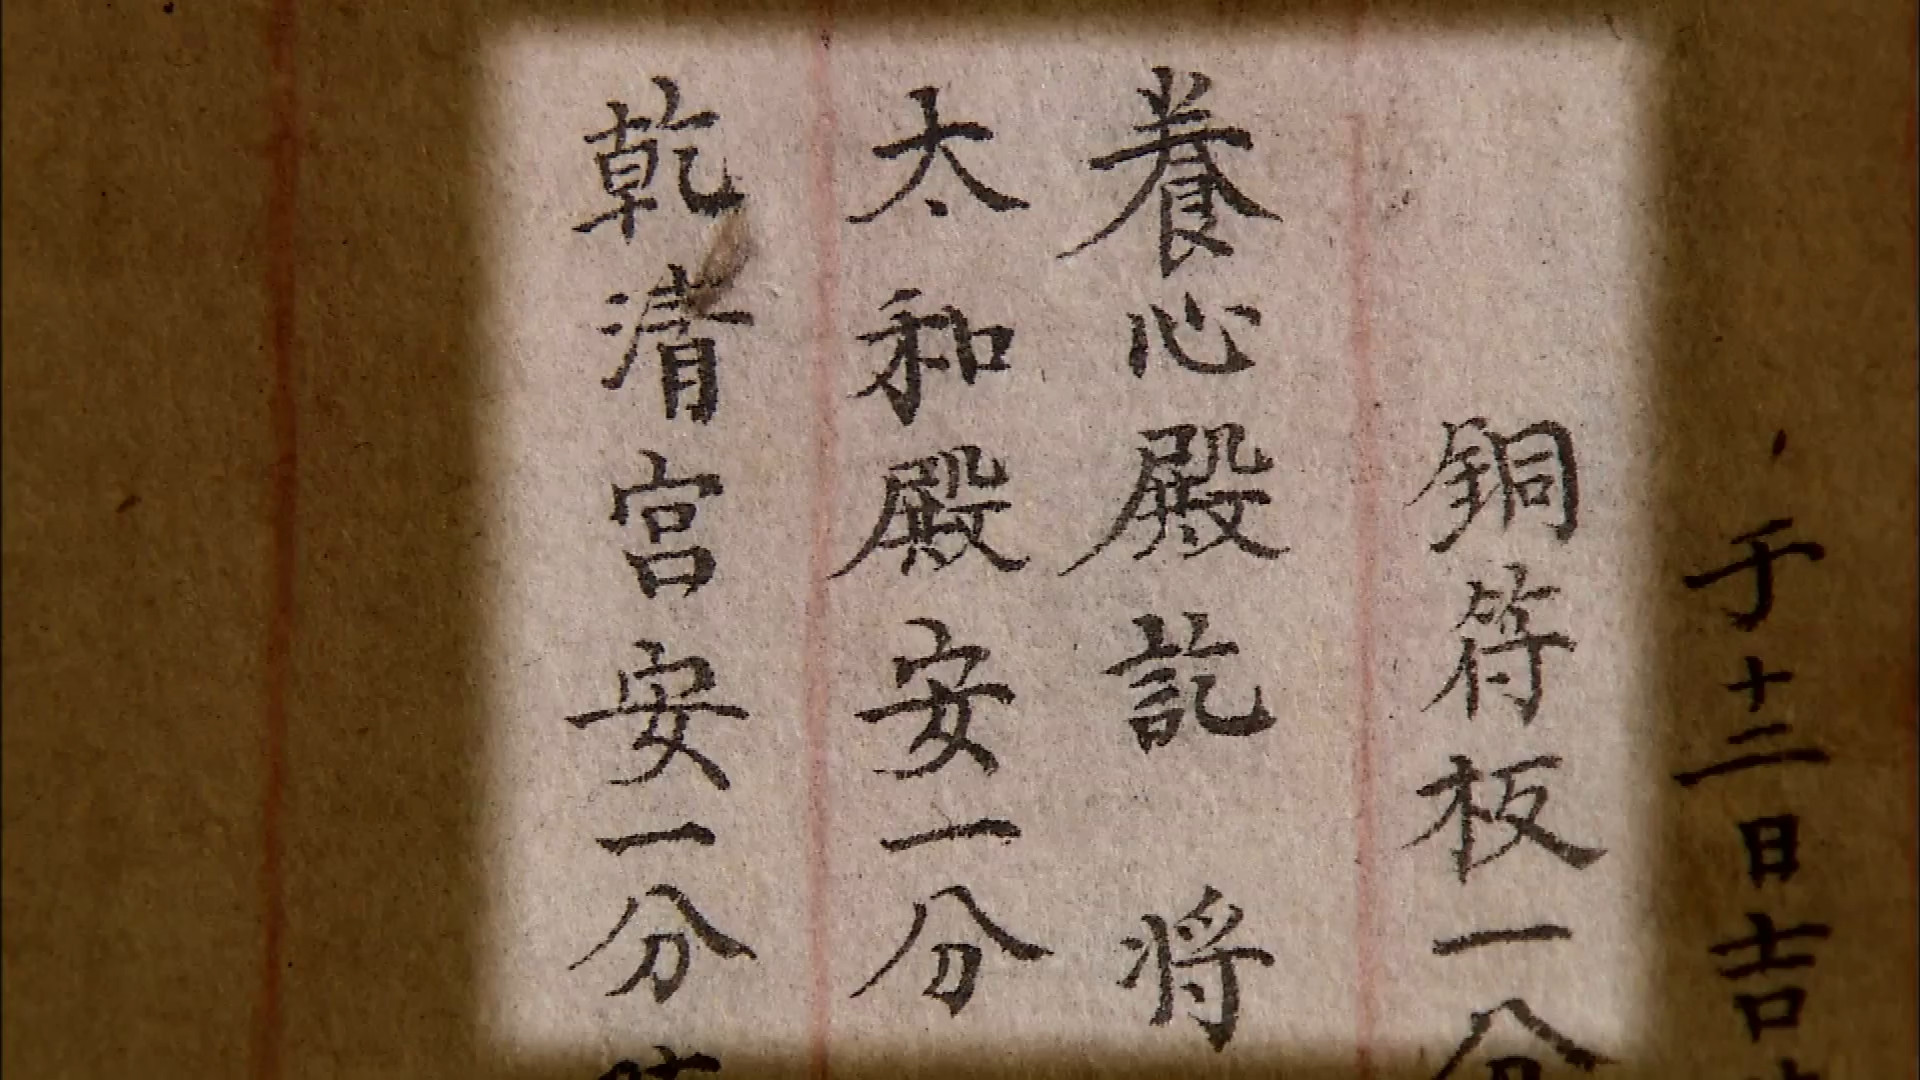 于十二日吉
銅符板一分
養心殿訖 将
太和殿安一分
乾清宮安一分